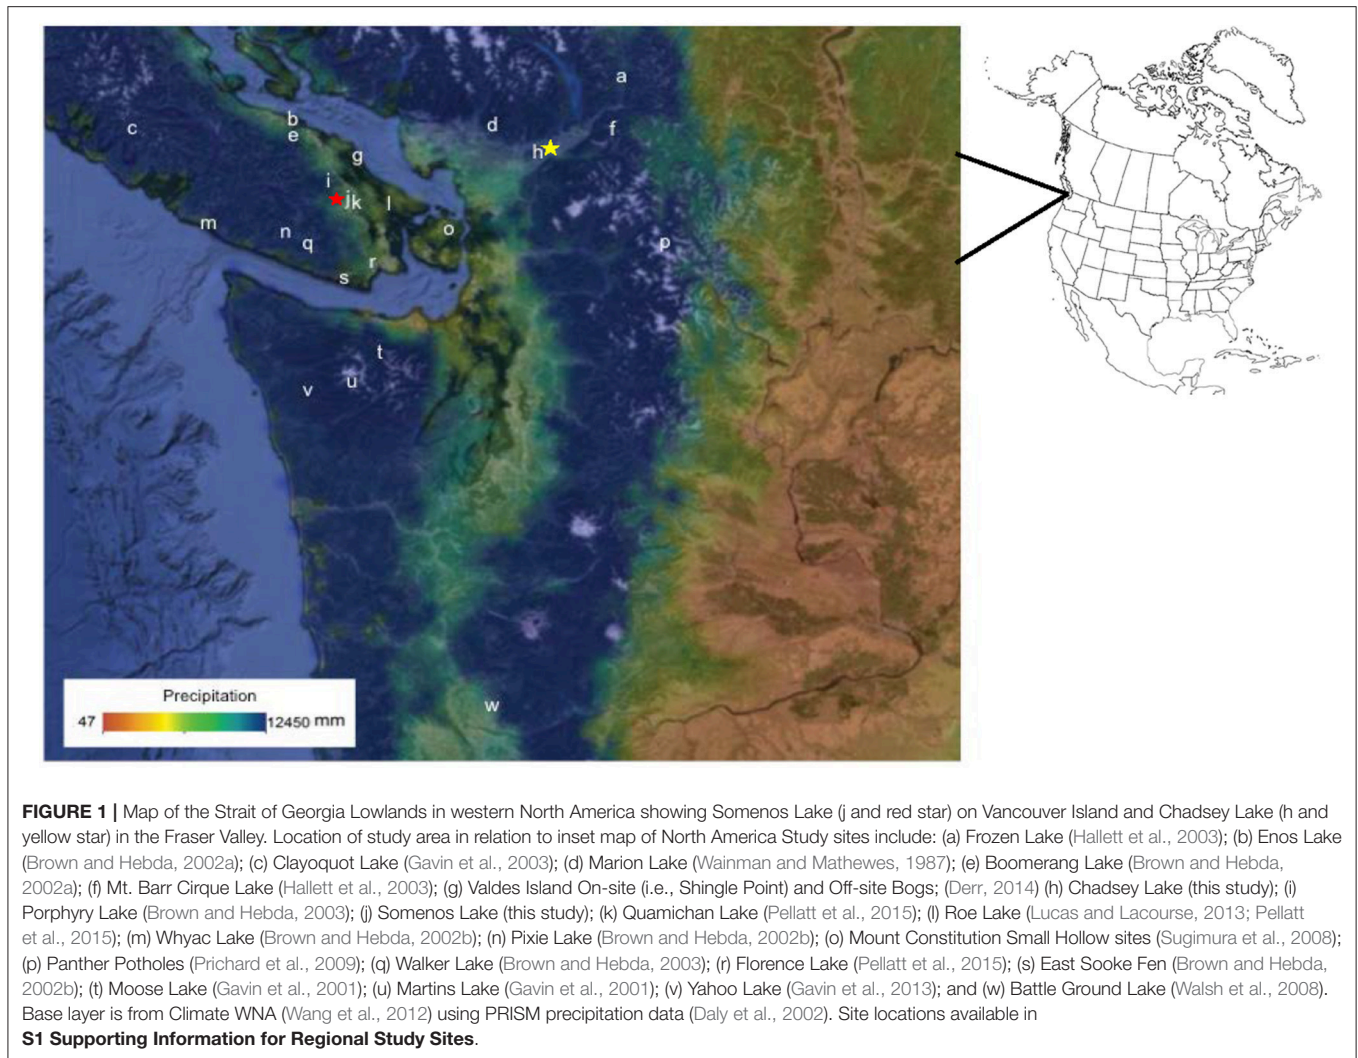 a
b
c
d
f
e
g
h
i
jk
l
m
n
o
q
p
r
s
t
u
v
w
Precipitation
47
12450 mm
FIGURE 1 | Map of the Strait of Georgia Lowlands in western North America showing Somenos Lake (j and red star) on Vancouver Island and Chadsey Lake (h and
yellow star) in the Fraser Valley. Location of study area in relation to inset map of North America Study sites include: (a) Frozen Lake (Hallett et al., 2003); (b) Enos Lake
(Brown and Hebda, 2002a); (c) Clayoquot Lake (Gavin et al., 2003); (d) Marion Lake (Wainman and Mathewes, 1987); (e) Boomerang Lake (Brown and Hebda,
2002a); (f) Mt. Barr Cirque Lake (Hallett et al., 2003); (g) Valdes Island On-site (i.e., Shingle Point) and Off-site Bogs; (Derr, 2014) (h) Chadsey Lake (this study); (i)
Porphyry Lake (Brown and Hebda, 2003); (j) Somenos Lake (this study); (k) Quamichan Lake (Pellatt et al., 2015); (l) Roe Lake (Lucas and Lacourse, 2013; Pellatt
et al., 2015); (m) Whyac Lake (Brown and Hebda, 2002b); (n) Pixie Lake (Brown and Hebda, 2002b); (o) Mount Constitution Small Hollow sites (Sugimura et al., 2008);
(p) Panther Potholes (Prichard et al., 2009); (q) Walker Lake (Brown and Hebda, 2003); (r) Florence Lake (Pellatt et al., 2015); (s) East Sooke Fen (Brown and Hebda,
2002b); (t) Moose Lake (Gavin et al., 2001); (u) Martins Lake (Gavin et al., 2001); (v) Yahoo Lake (Gavin et al., 2013); and (w) Battle Ground Lake (Walsh et al., 2008).
Base layer is from Climate WNA (Wang et al., 2012) using PRISM precipitation data (Daly et al., 2002). Site locations available in
S1 Supporting Information for Regional Study Sites.